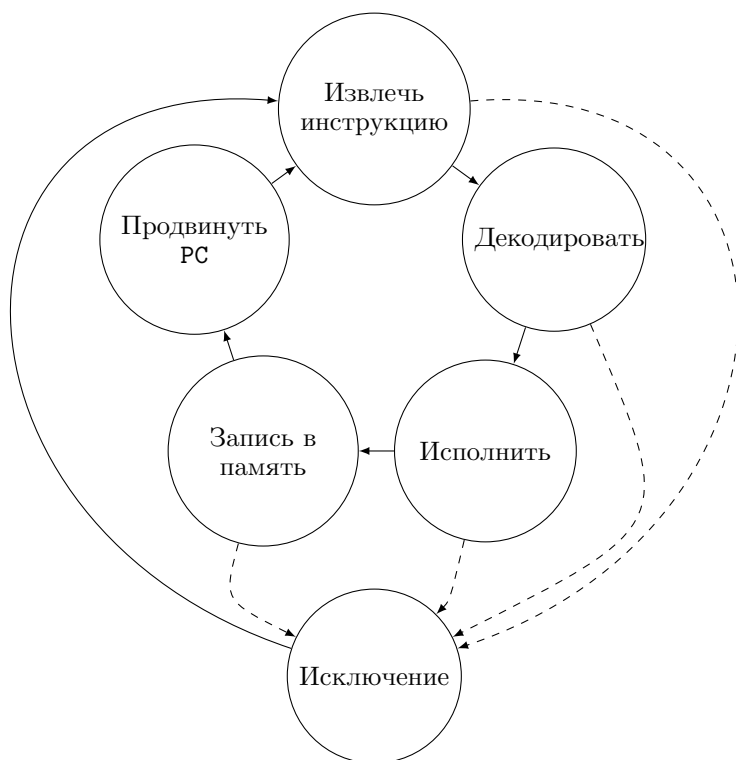 Извлечь
инструкцию
Продвинуть
PC
Декодировать
Запись в
память
Исполнить
Исключение